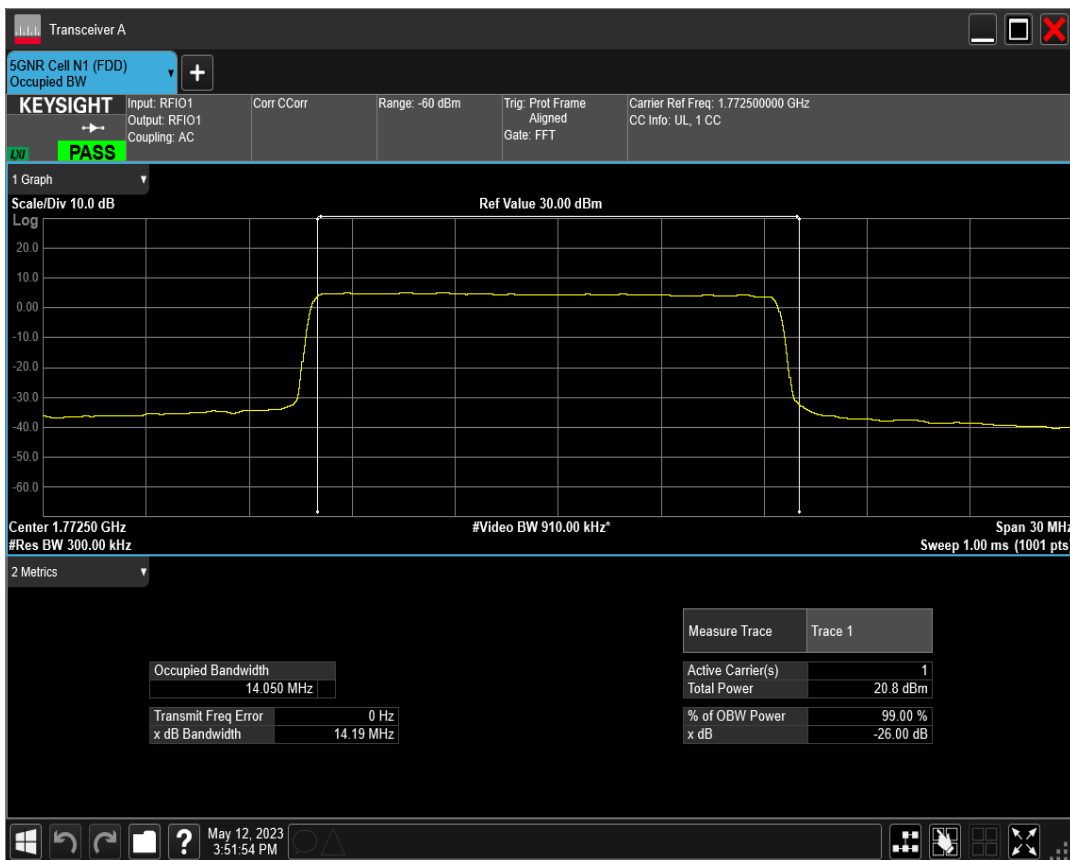 Transceiver A
5GNR Cell N1 (FDD)
Occupied BW
KEYSIGHT
LXI
PASS
Input: RFIO1
Output: RFIO1
Coupling: AC
Corr CCorr
Range: -60 dBm
Trig: Prot Frame
Aligned
Gate: FFT
Carrier Ref Freq: 1.772500000 GHz
CC Info: UL, 1 CC
1 Graph
Scale/Div 10.0 dB
Ref Value 30.00 dBm
Log
20.0
10.0
0.00
-10.0
-20.0
-30.0
-40.0
-50.0
-60.0
Center 1.77250 GHz
#Video BW 910.00 kHz*
Span 30 MHz
#Res BW 300.00 kHz
Sweep 1.00 ms (1001 pts)
2 Metrics
Measure Trace Trace 1
Occupied Bandwidth
14.050 MHz
Active Carrier(s) 1
Total Power 20.8 dBm
Transmit Freq Error 0 Hz
x dB Bandwidth 14.19 MHz
% of OBW Power 99.00 %
x dB -26.00 dB
May 12, 2023
3:51:54 PM